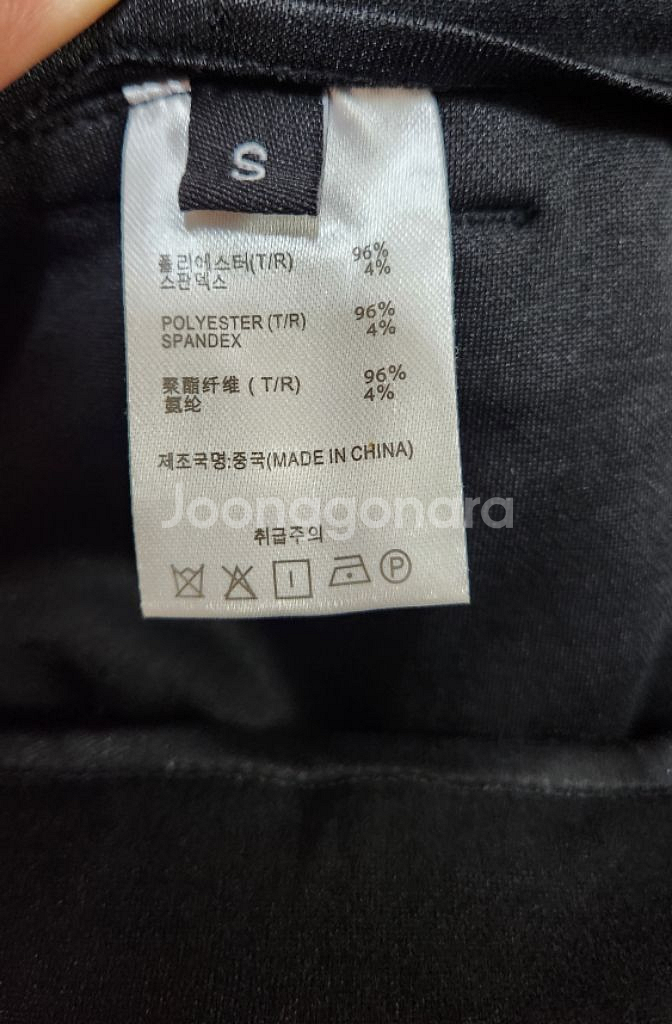 S
폴리에스터(T/R) 96%
스판덱스 4%
POLYESTER (T/R) 96%
SPANDEX 4%
聚酯纤维 ( T/R) 96%
氨纶 4%
제조국명:중국(MADE IN CHINA)
Joonggonara
취급주의
P